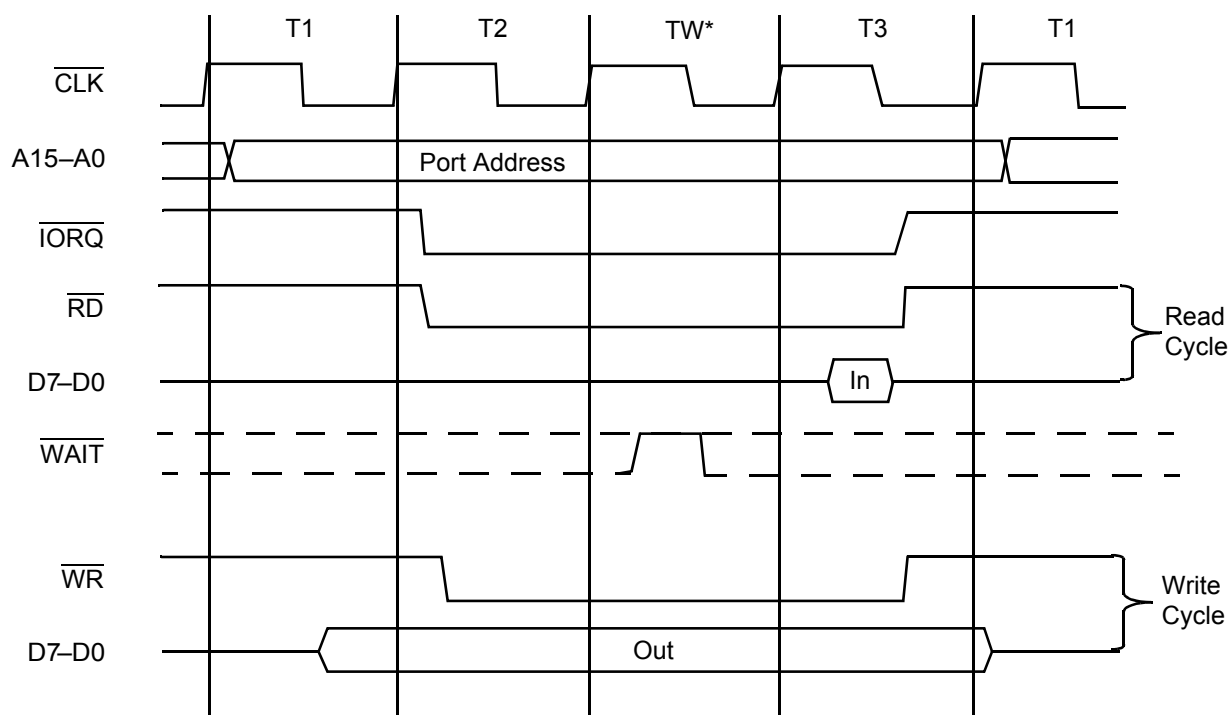 T1 T2 TW* T3 T1
CLK
A15–A0 Port Address
IORQ
RD
Read
Cycle
D7–D0 In
WAIT
WR
Write
Cycle
D7–D0 Out